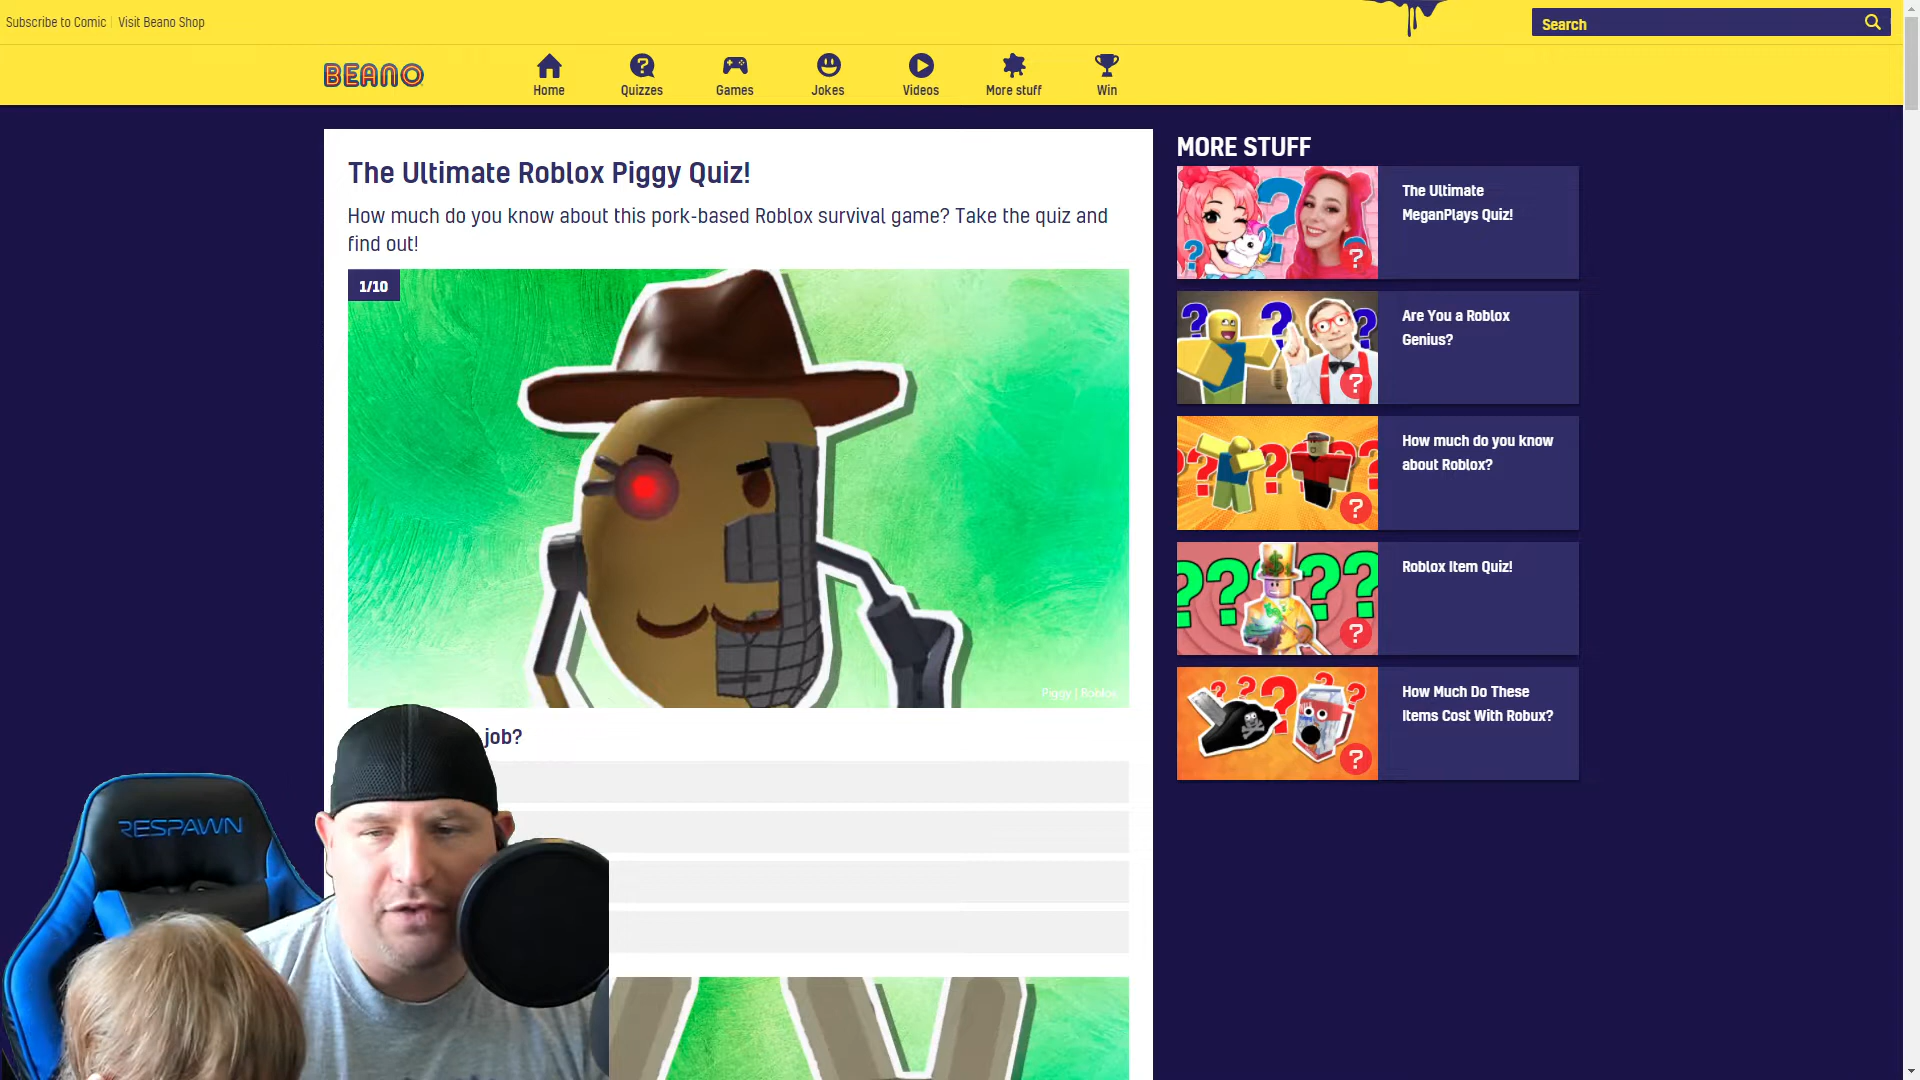 Subscribe to Comic
Visit Beano Shop
Search
BEANO
Home
Quizzes
Games
Jokes
Videos
More stuff
Win
The Ultimate Roblox Piggy Quiz!
How much do you know about this pork-based Roblox survival game? Take the quiz and
find out!
1/10
Piggy | Roblox
job?
RESPAWN
MORE STUFF
The Ultimate
MeganPlays Quiz!
Are You a Roblox
Genius?
How much do you know
about Roblox?
Roblox Item Quiz!
How Much Do These
Items Cost With Robux?